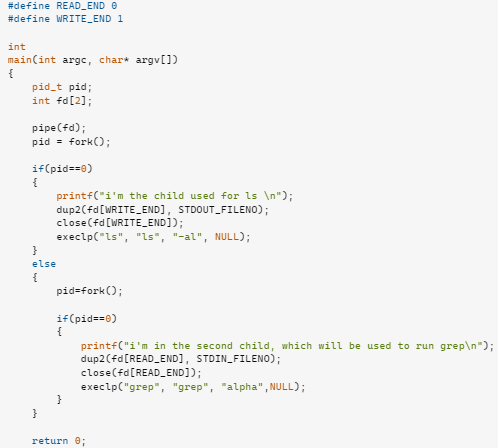 #define READ_END 0
#define WRITE_END 1
int
main(int argc, char* argv[])
{
pid_t pid;
int fd[2];
pipe(fd);
pid = fork();
if(pid==0)
{
printf("i'm the child used for ls \n");
dup2(fd[WRITE_END], STDOUT_FILENO);
close(fd[WRITE_END]);
execlp("ls", "ls", "-al", NULL);
}
else
{
pid=fork();
if(pid==0)
{
printf("i'm in the second child, which will be used to run grep\n");
dup2(fd[READ_END], STDIN_FILENO);
close(fd[READ_END]);
execlp("grep", "grep", "alpha",NULL);
}
}
return 0;